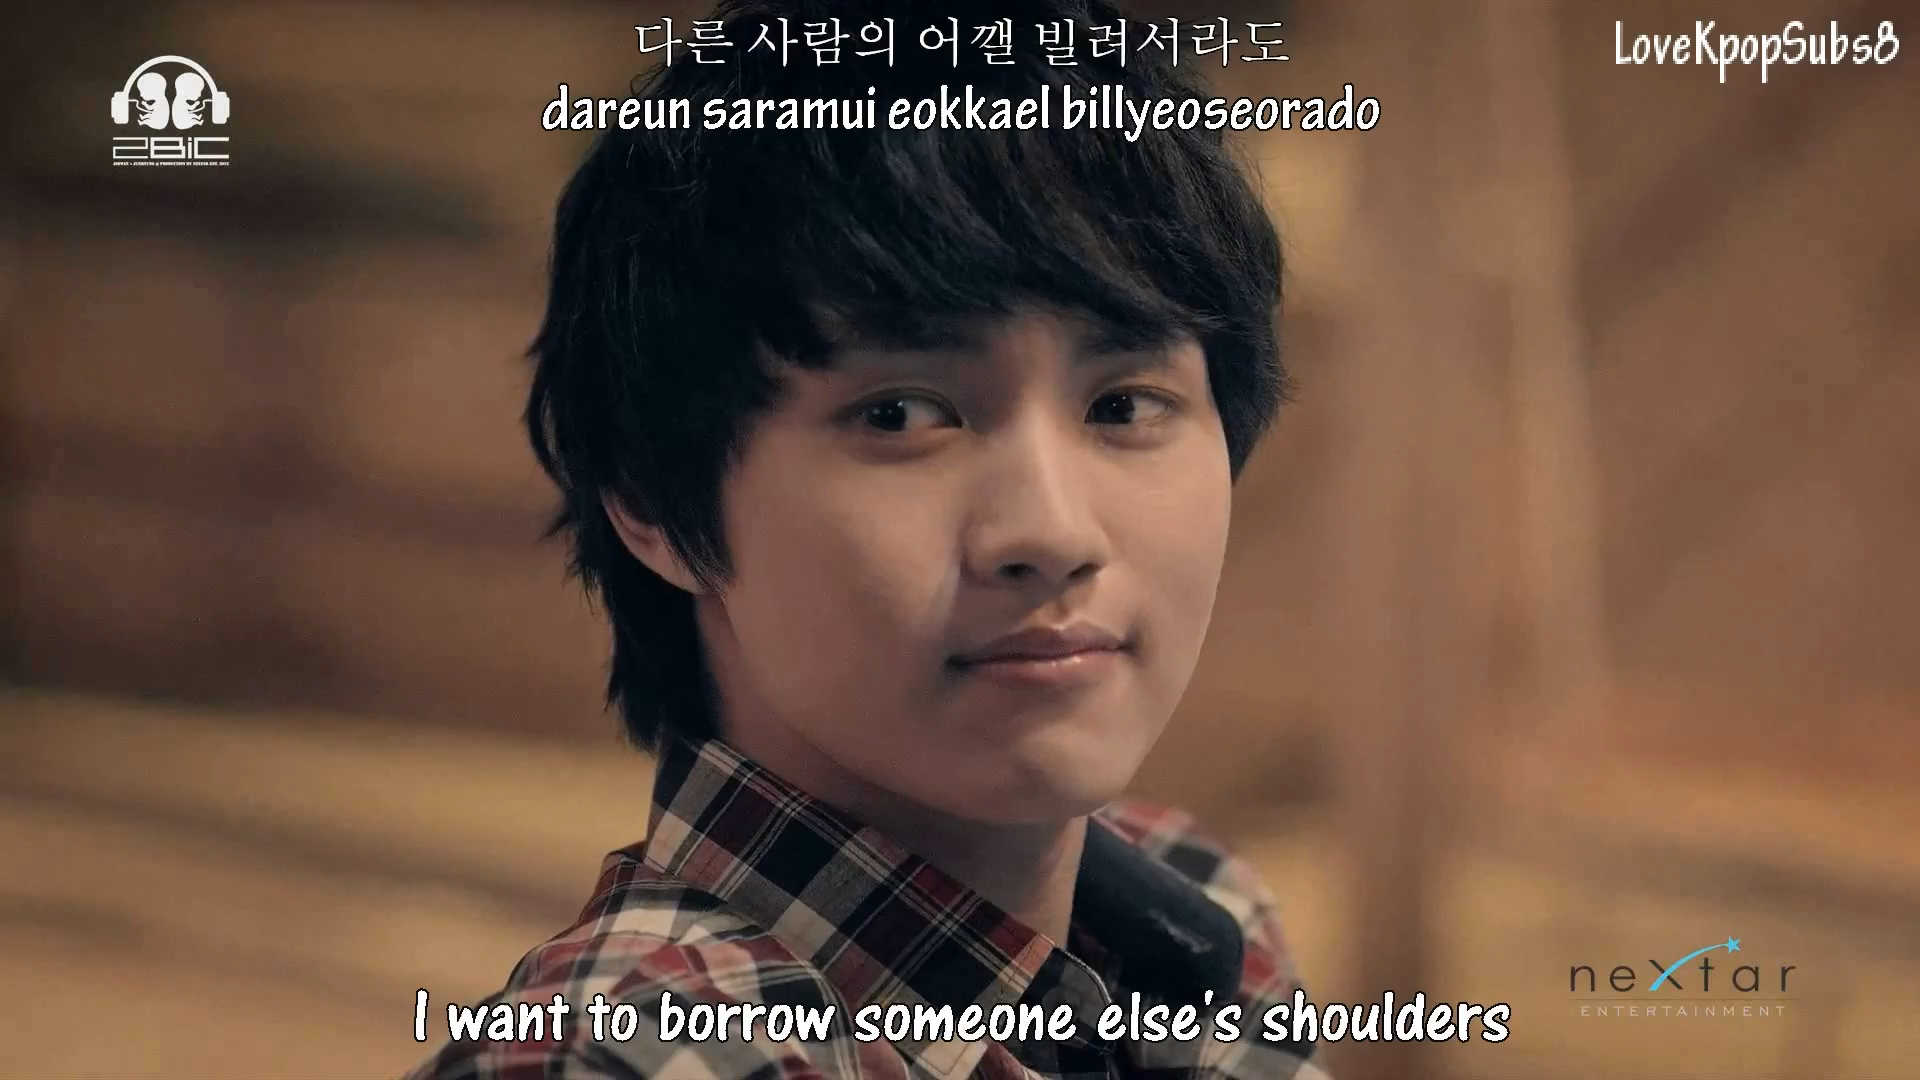 다른 사람의 어깰 빌려서라도
LoveKpopSubs8
dareun saramui eokkael billyeoseorado
2BiC
I want to borrow someone else's shoulders
nextar
ENTERTAINMENT